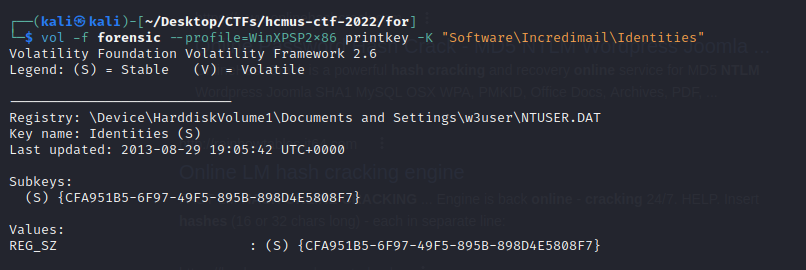 ┌──(kali㉿kali)-[~/Desktop/CTFs/hcmus-ctf-2022/for]
└─$ vol -f forensic --profile=WinXPSP2×86 printkey -K "Software\Incredimail\Identities"
Volatility Foundation Volatility Framework 2.6
Legend: (S) = Stable   (V) = Volatile

----------------------------
Registry: \Device\HarddiskVolume1\Documents and Settings\w3user\NTUSER.DAT
Key name: Identities (S)
Last updated: 2013-08-29 19:05:42 UTC+0000

Subkeys:
  (S) {CFA951B5-6F97-49F5-895B-898D4E5808F7}

Values:
REG_SZ                        : (S) {CFA951B5-6F97-49F5-895B-898D4E5808F7}